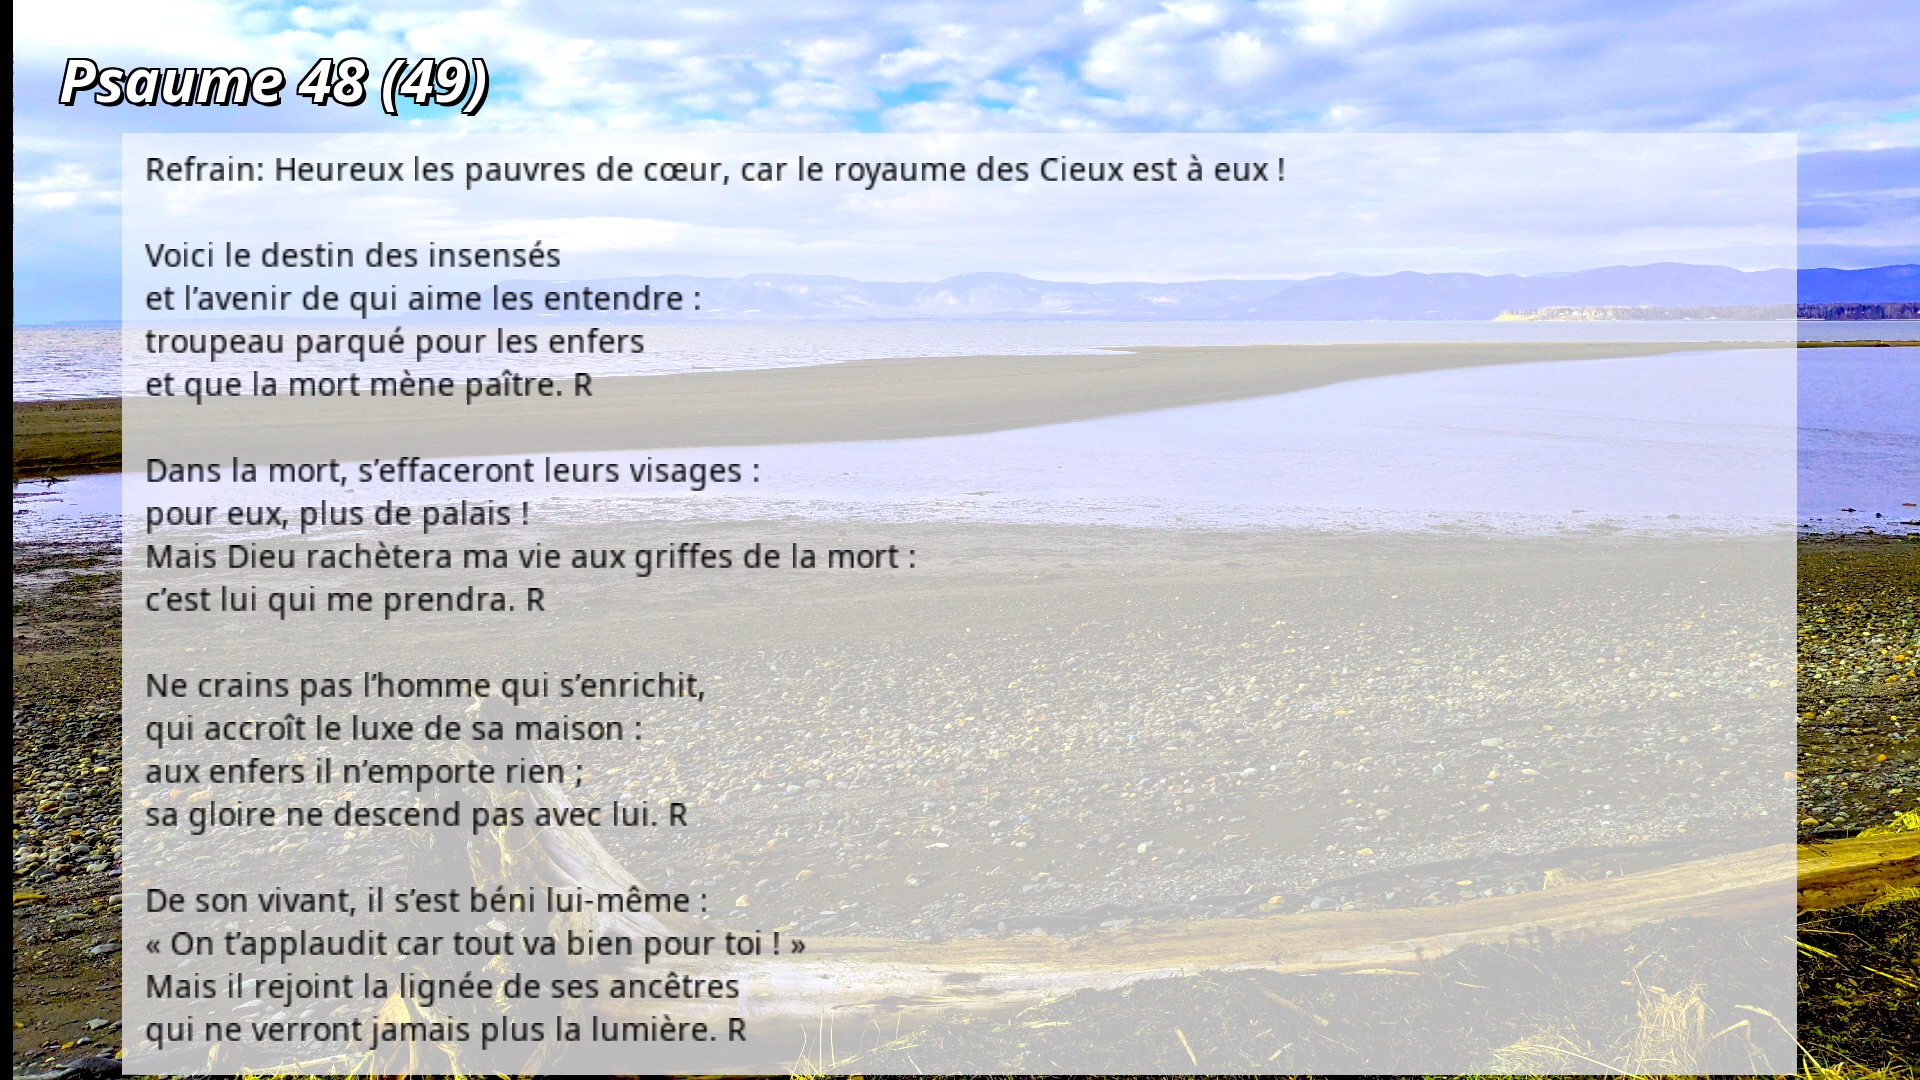 Psaume 48 (49)
Refrain: Heureux les pauvres de cœur, car le royaume des Cieux est à eux !
Voici le destin des insensés
et l’avenir de qui aime les entendre :
troupeau parqué pour les enfers
et que la mort mène paître. R
Dans la mort, s’effaceront leurs visages :
pour eux, plus de palais !
Mais Dieu rachètera ma vie aux griffes de la mort :
c’est lui qui me prendra. R
Ne crains pas l’homme qui s’enrichit,
qui accroît le luxe de sa maison :
aux enfers il n’emporte rien ;
sa gloire ne descend pas avec lui. R
De son vivant, il s’est béni lui-même :
« On t’applaudit car tout va bien pour toi ! »
Mais il rejoint la lignée de ses ancêtres
qui ne verront jamais plus la lumière. R